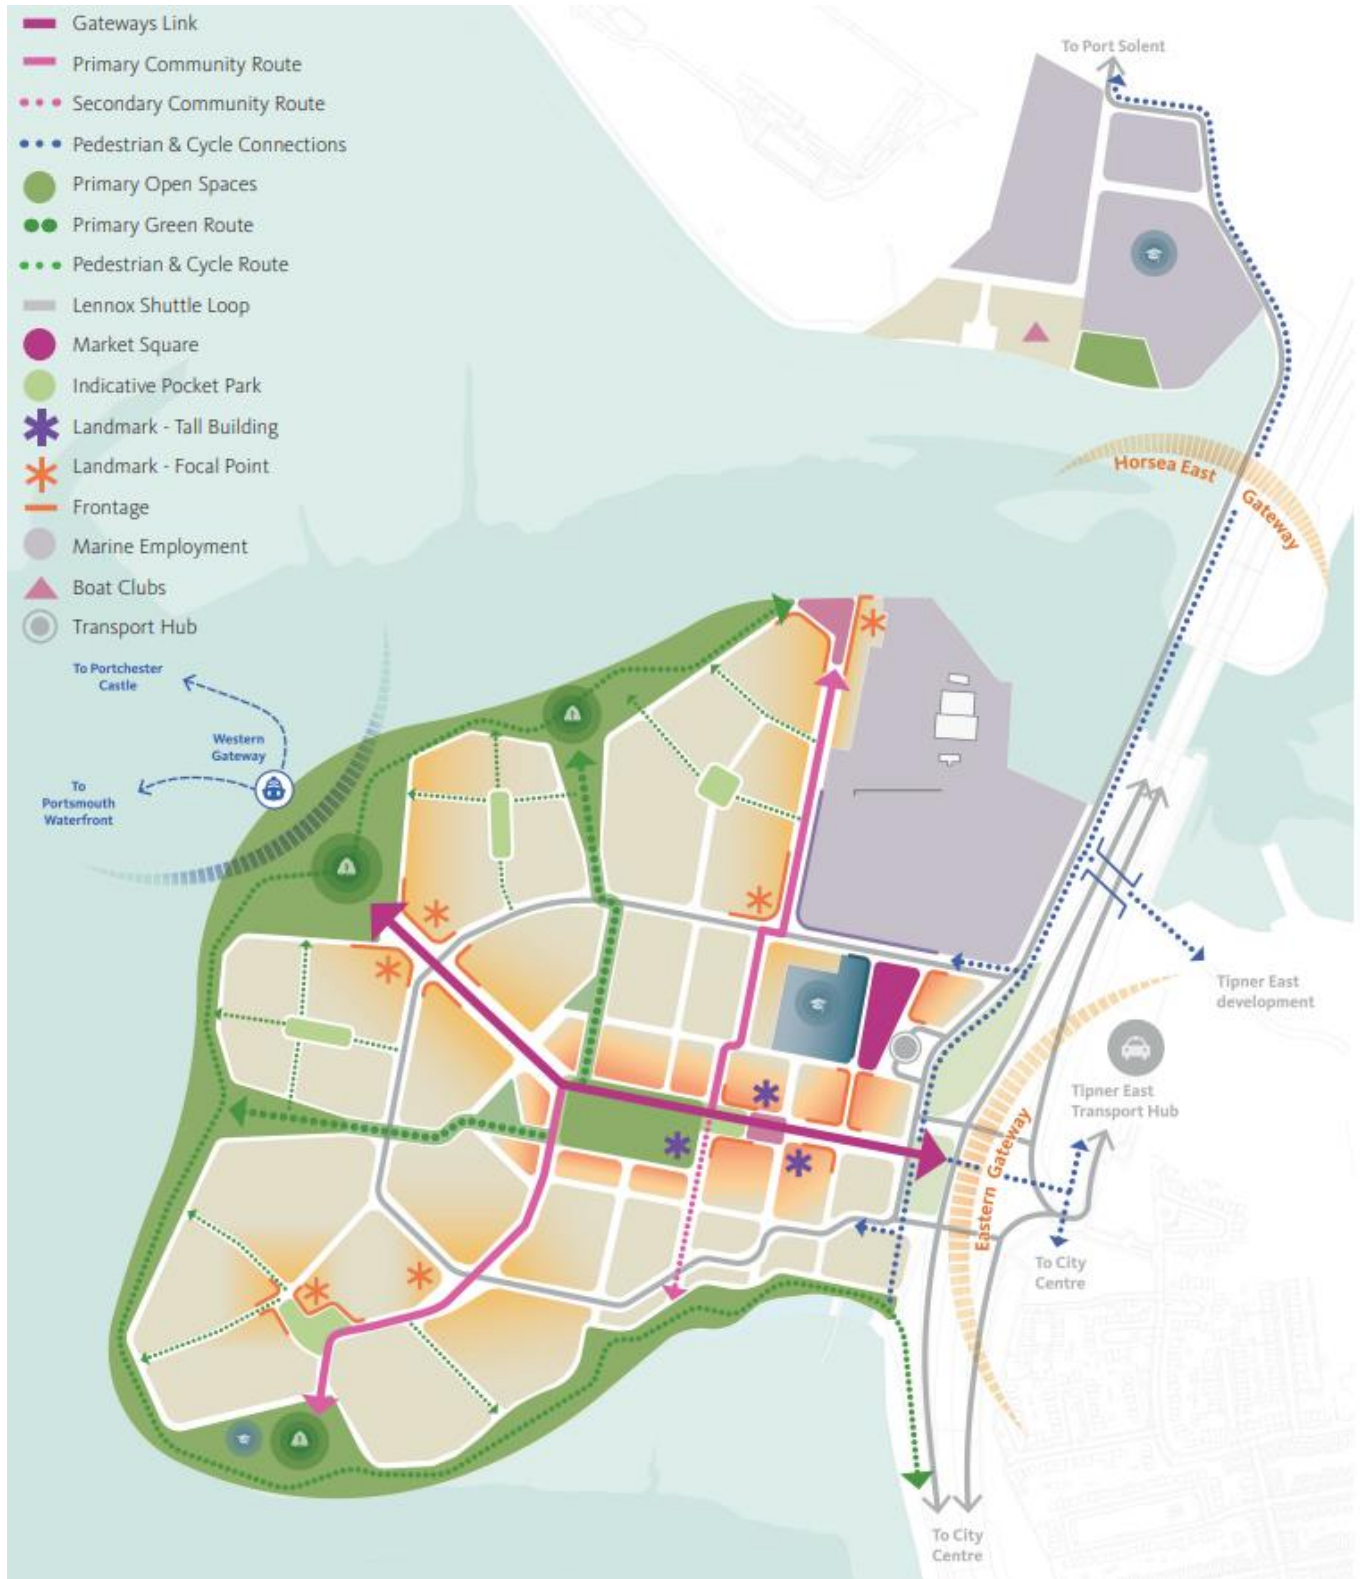 Gateways Link
Primary Community Route
Secondary Community Route
Pedestrian & Cycle Connections
Primary Open Spaces
Primary Green Route
Pedestrian & Cycle Route
Lennox Shuttle Loop
Market Square
Indicative Pocket Park
Landmark - Tall Building
Landmark - Focal Point
Frontage
Marine Employment
Boat Clubs
Transport Hub
To Port Solent
Horsea East
Gateway
To Portchester
Castle
Western
Gateway
To
Portsmouth
Waterfront
Tipner East
development
Tipner East
Transport Hub
Eastern Gateway
To City
Centre
To City
Centre